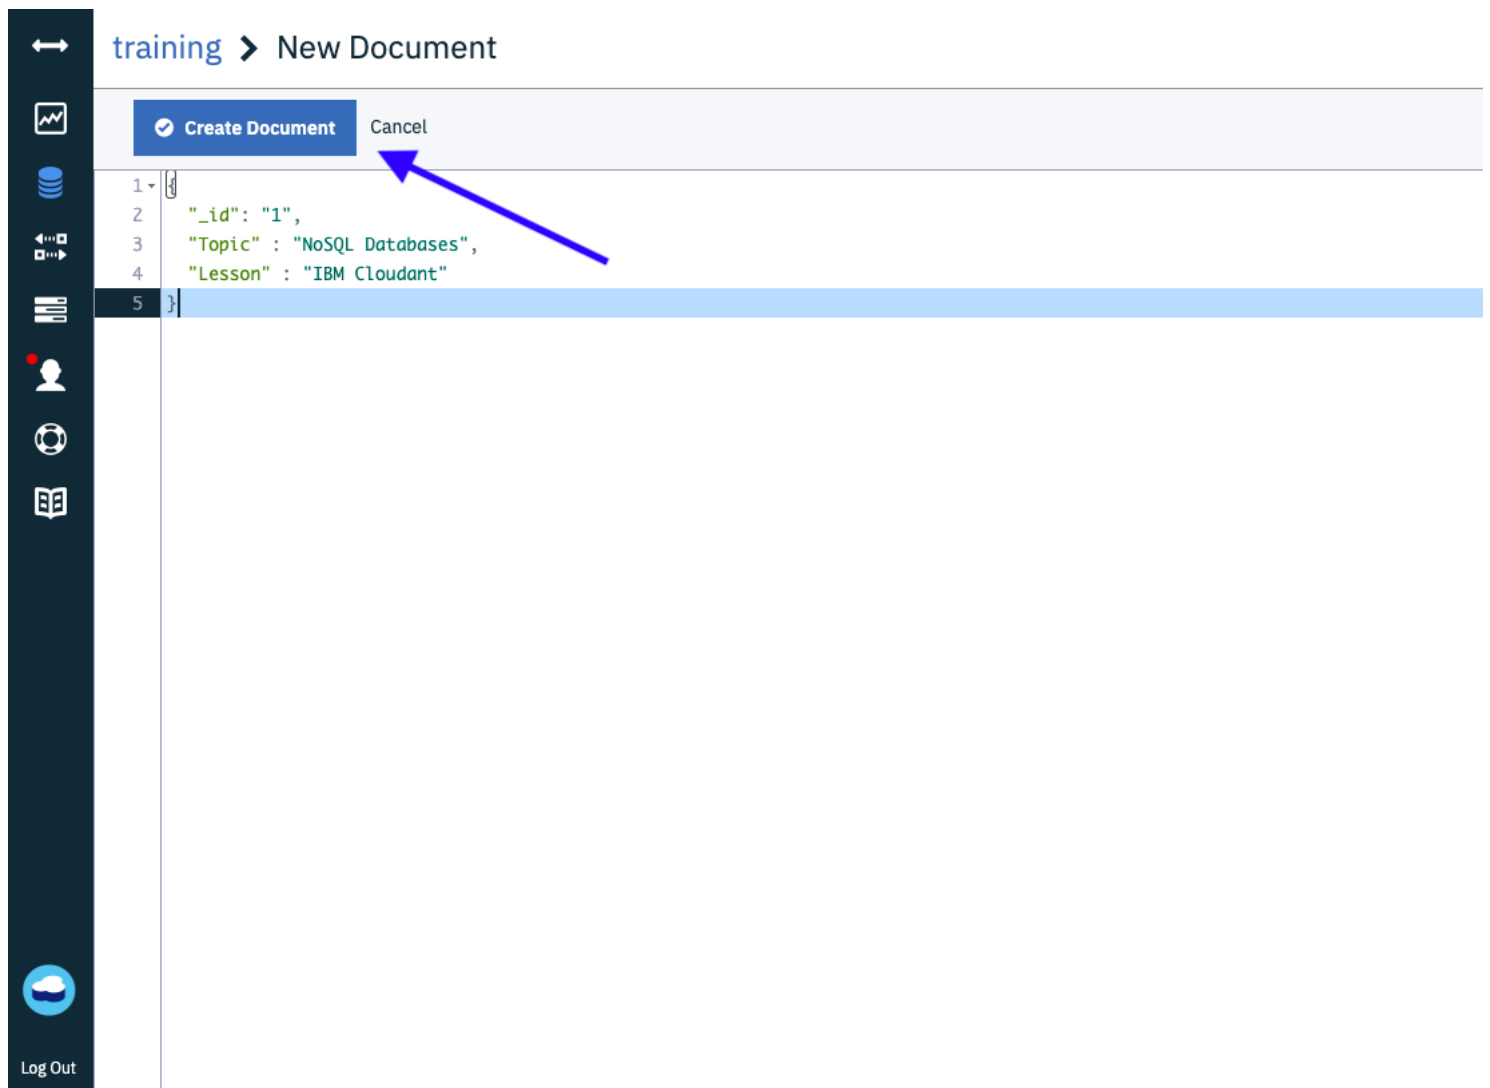 training > New Document
Create Document Cancel
1 {
2 "_id": "1",
3 "Topic" : "NoSQL Databases",
4 "Lesson" : "IBM Cloudant"
5 }
Log Out